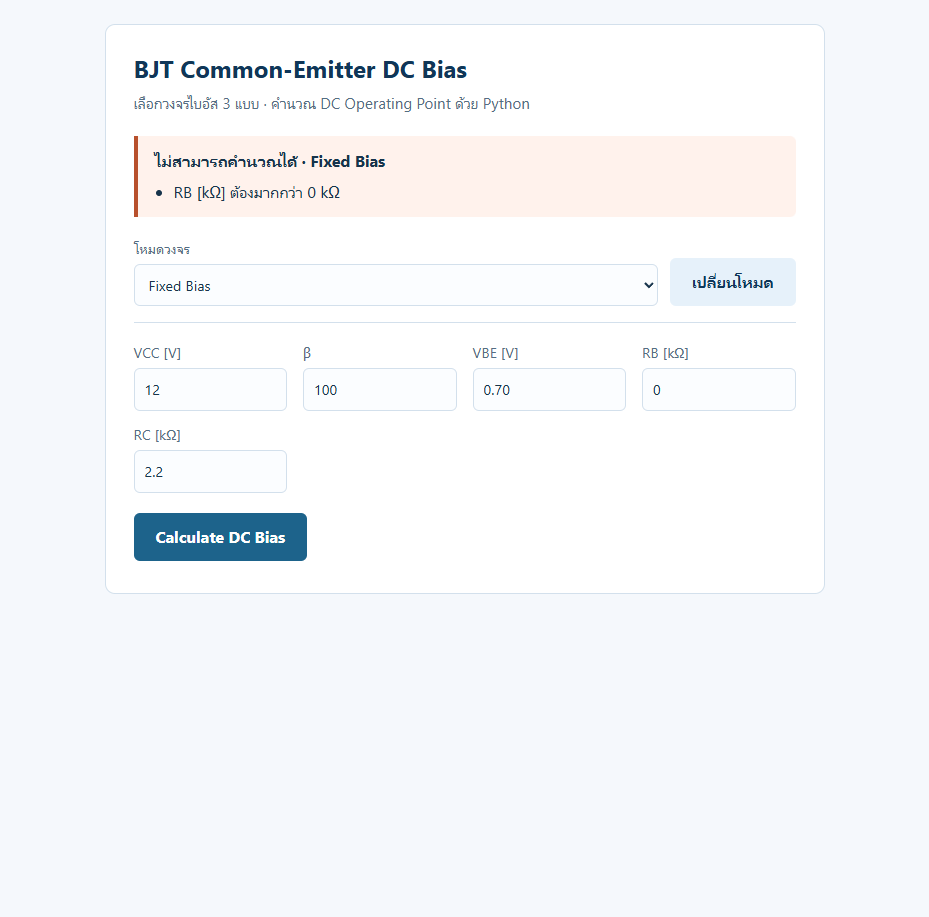 BJT Common-Emitter DC Bias
เลือกวงจรไบอัส 3 แบบ · คำนวณ DC Operating Point ด้วย Python
ไม่สามารถคำนวณได้ · Fixed Bias
• RB [kΩ] ต้องมากกว่า 0 kΩ
โหมดวงจร
Fixed Bias
เปลี่ยนโหมด
VCC [V]
β
VBE [V]
RB [kΩ]
12
100
0.70
0
RC [kΩ]
2.2
Calculate DC Bias